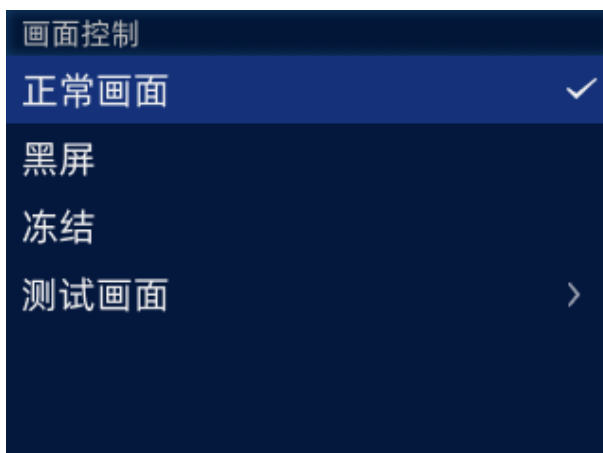 画面控制
正常画面
黑屏
冻结
测试画面